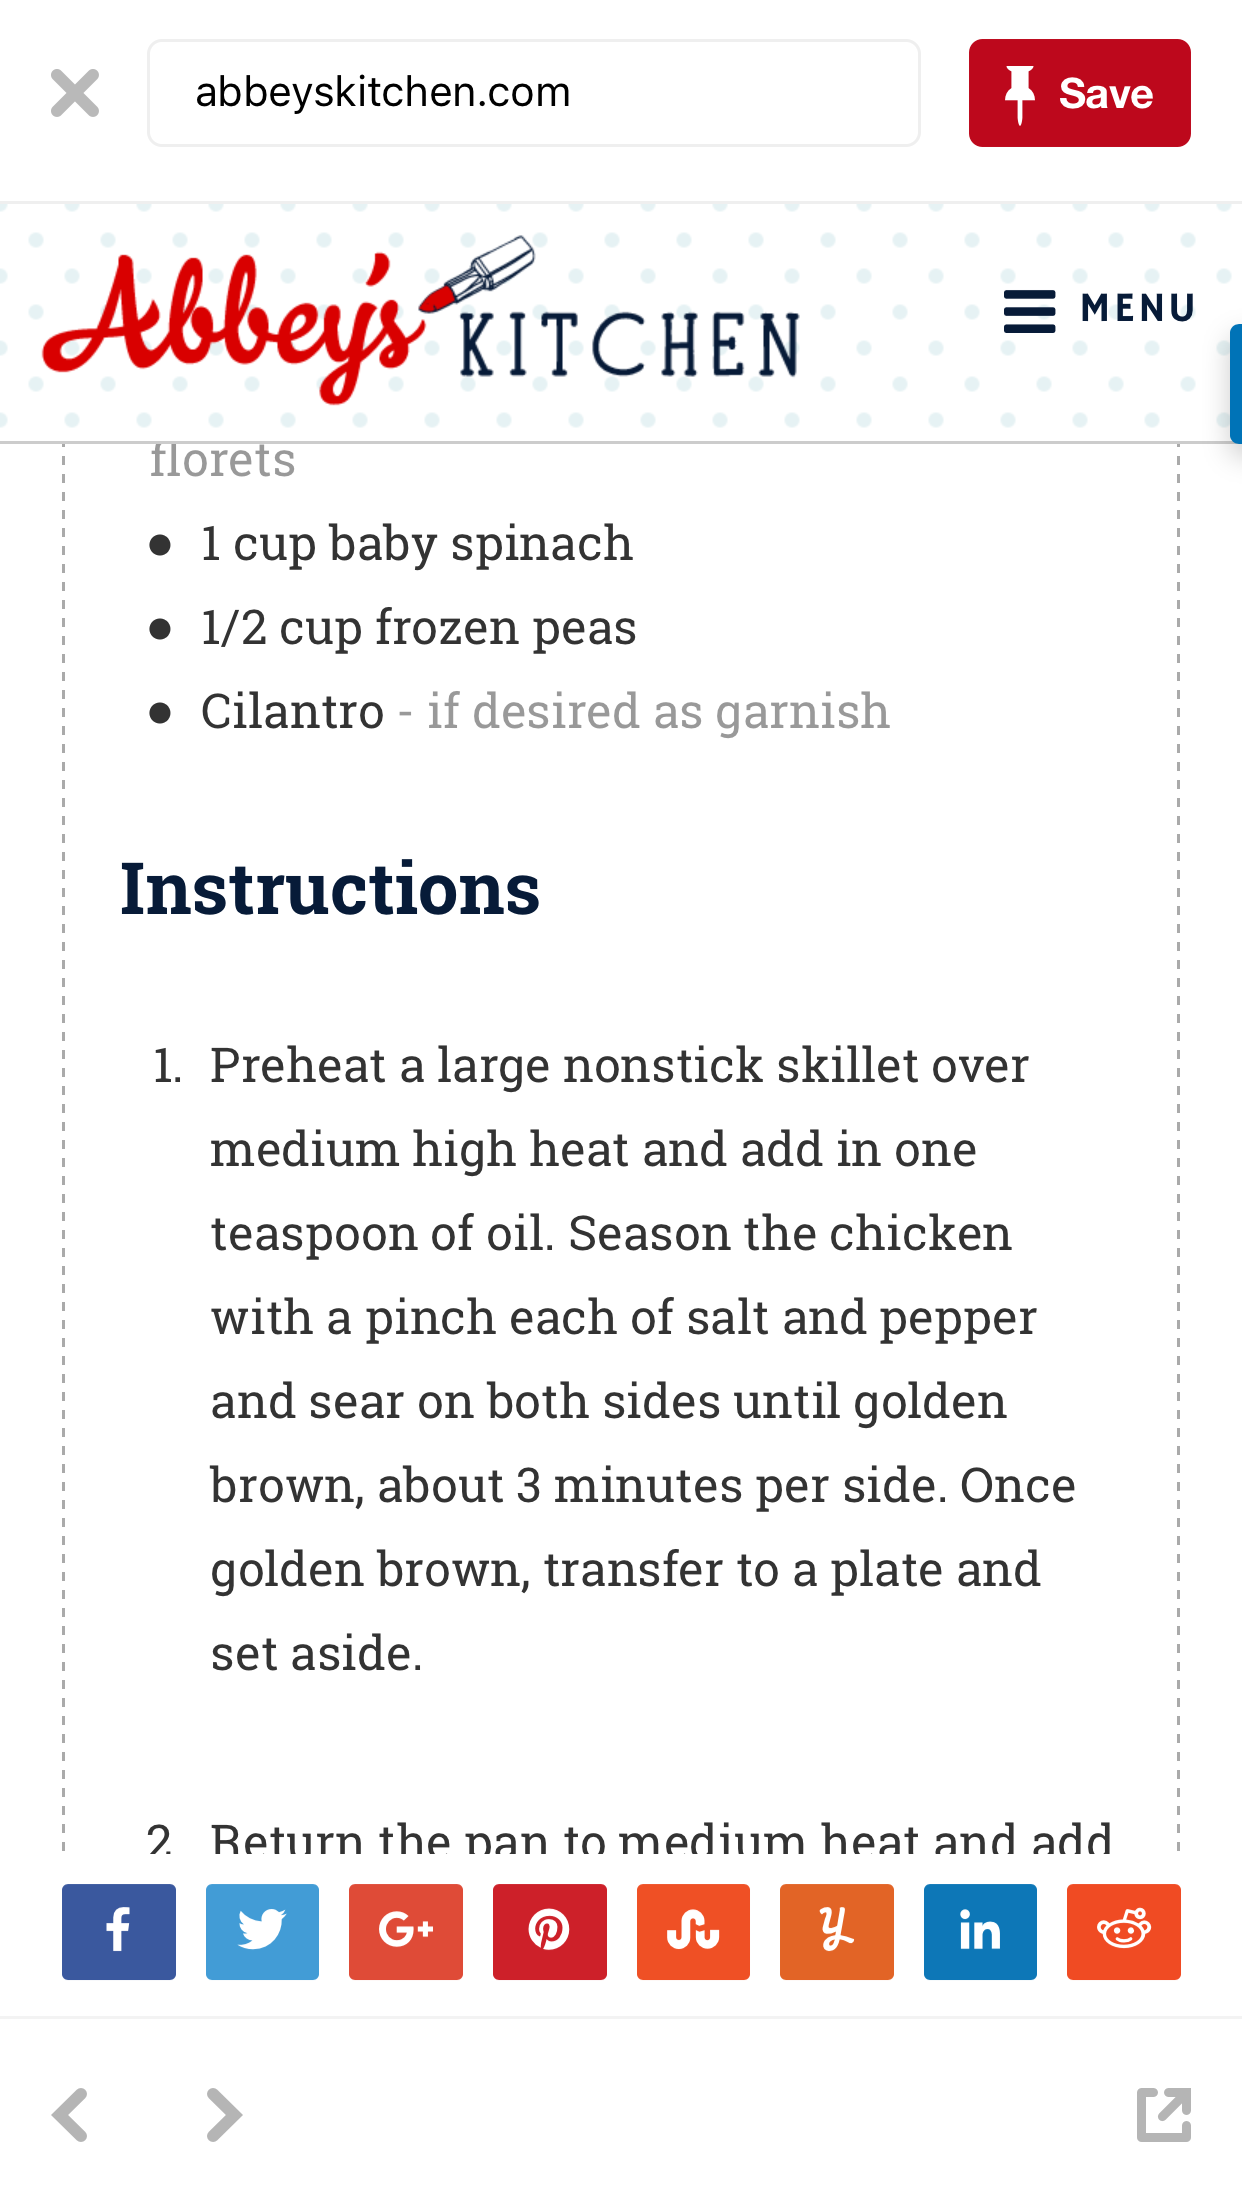 abbeyskitchen.com
Save
Abbey's KITCHEN
MENU
florets
● 1 cup baby spinach
● 1/2 cup frozen peas
● Cilantro - if desired as garnish
Instructions
1. Preheat a large nonstick skillet over
medium high heat and add in one
teaspoon of oil. Season the chicken
with a pinch each of salt and pepper
and sear on both sides until golden
brown, about 3 minutes per side. Once
golden brown, transfer to a plate and
set aside.
2. Return the pan to medium heat and add
f
G+
y
in